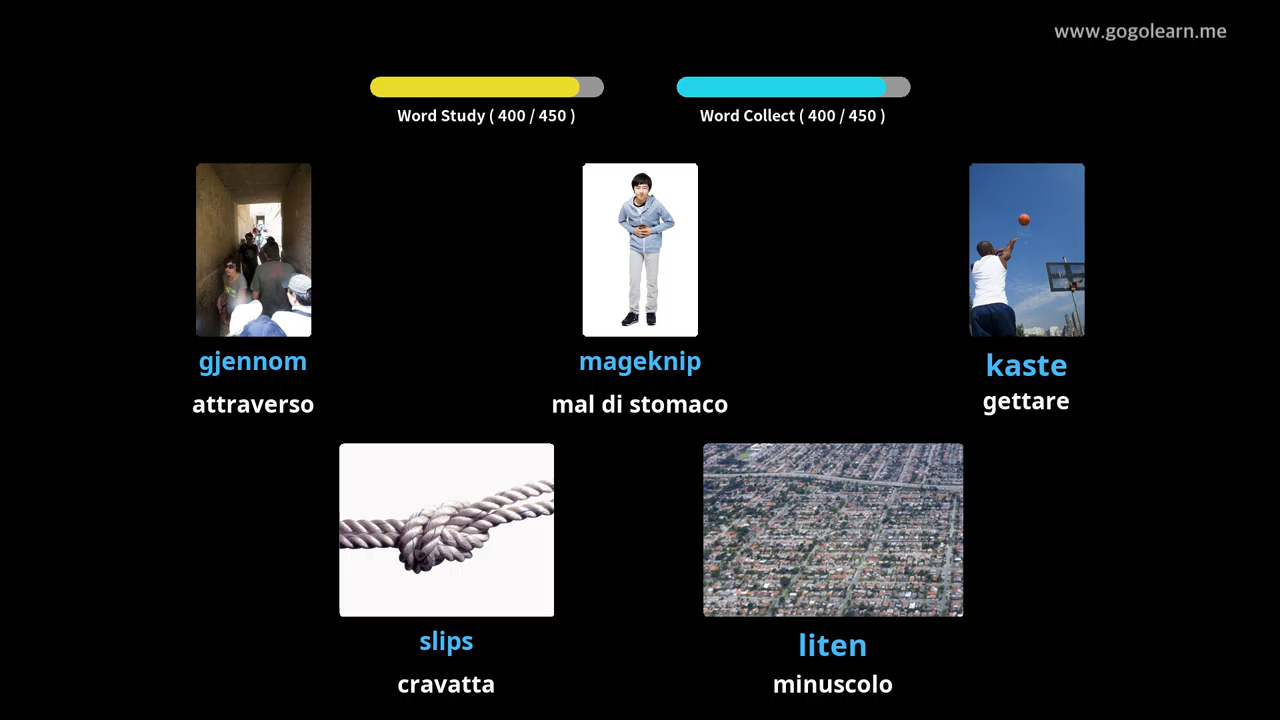 www.gogolearn.me
Word Study ( 400 / 450 )
Word Collect ( 400 / 450 )
gjennom
attraverso
mageknip
mal di stomaco
kaste
gettare
slips
cravatta
liten
minuscolo